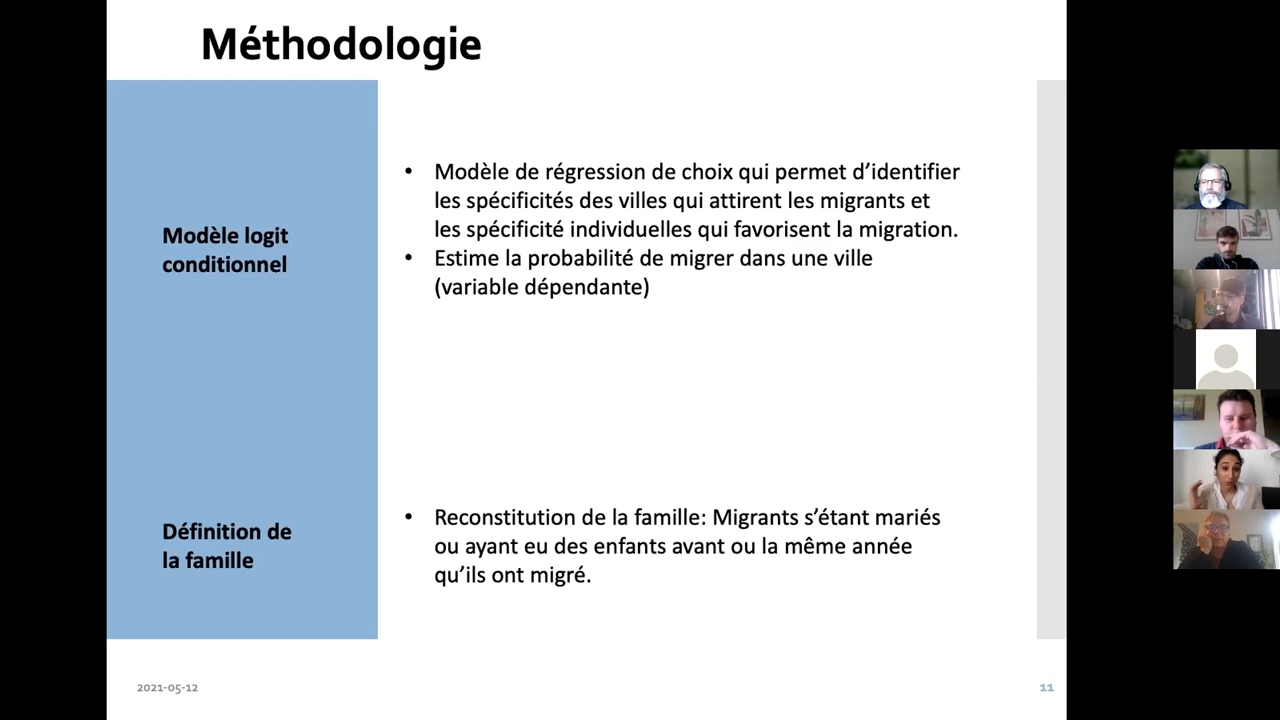 Méthodologie
Modèle logit
conditionnel
• Modèle de régression de choix qui permet d’identifier
les spécificités des villes qui attirent les migrants et
les spécificité individuelles qui favorisent la migration.
• Estime la probabilité de migrer dans une ville
(variable dépendante)
Définition de
la famille
• Reconstitution de la famille: Migrants s’étant mariés
ou ayant eu des enfants avant ou la même année
qu’ils ont migré.
2021-05-12
11